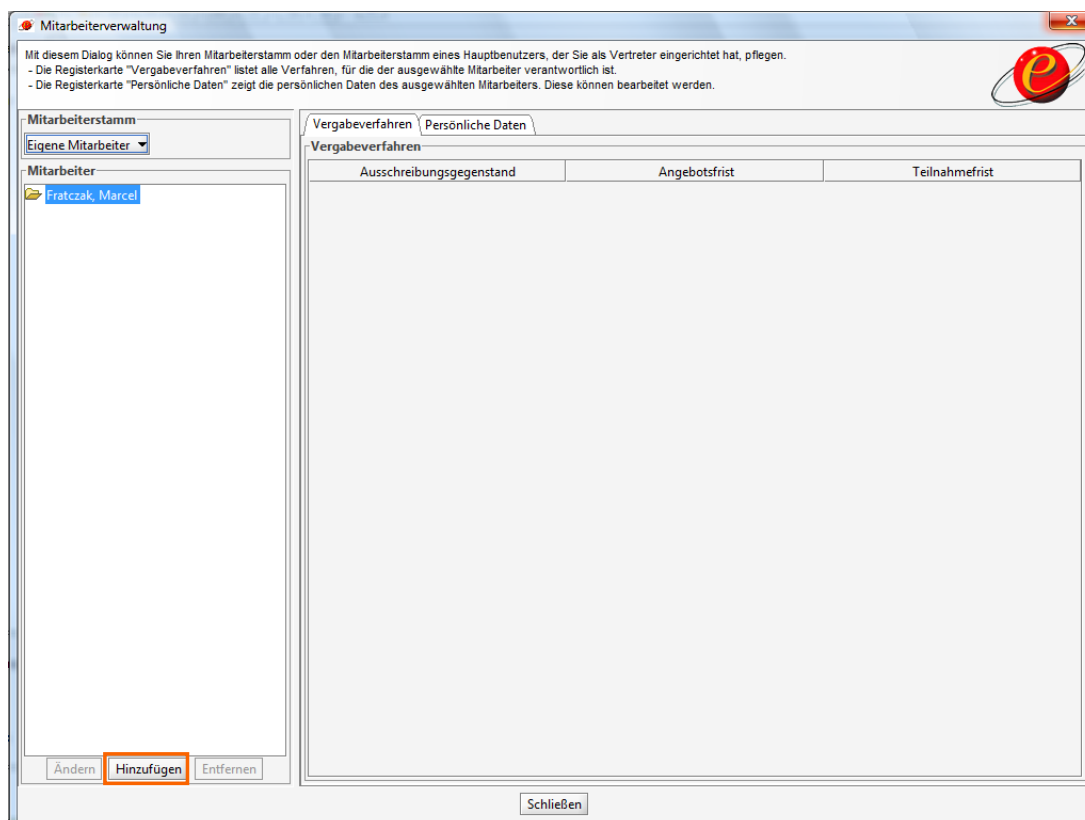 Mitarbeiterverwaltung
x
Mit diesem Dialog können Sie Ihren Mitarbeiterstamm oder den Mitarbeiterstamm eines Hauptbenutzers, der Sie als Vertreter eingerichtet hat, pflegen.
- Die Registerkarte "Vergabeverfahren" listet alle Verfahren, für die der ausgewählte Mitarbeiter verantwortlich ist.
- Die Registerkarte "Persönliche Daten" zeigt die persönlichen Daten des ausgewählten Mitarbeiters. Diese können bearbeitet werden.
e
Mitarbeiterstamm
Eigene Mitarbeiter
Mitarbeiter
Fratczak, Marcel
Ändern Hinzufügen Entfernen
Vergabeverfahren Persönliche Daten
Vergabeverfahren
Ausschreibungsgegenstand Angebotsfrist Teilnahmefrist
Schließen